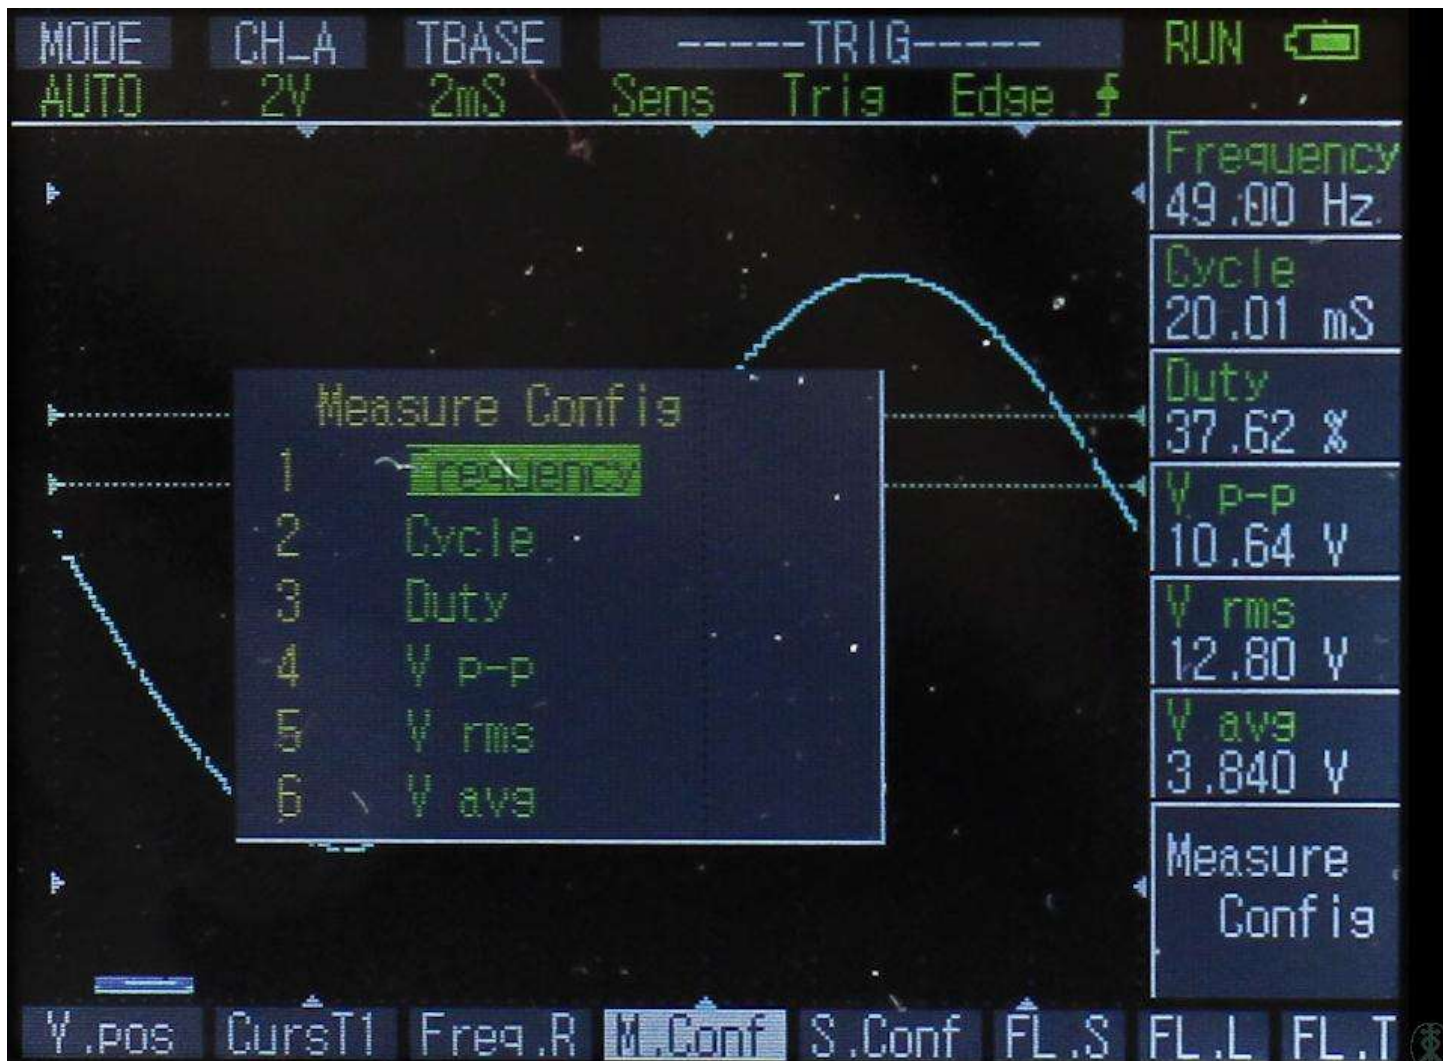 MODE CH_A TBASE -----TRIG----- RUN
AUTO 2V 2mS Sens Trig Edge
Frequency
49.00 Hz
Cycle
20.01 mS
Duty
37.62 %
V p-p
10.64 V
V rms
12.80 V
V avg
3.840 V
Measure
Config
Measure Config
1 Frequency
2 Cycle
3 Duty
4 V p-p
5 V rms
6 V avg
Y.pos CursT1 Freq.R M.Conf S.Conf FL.S FL.L FL.T